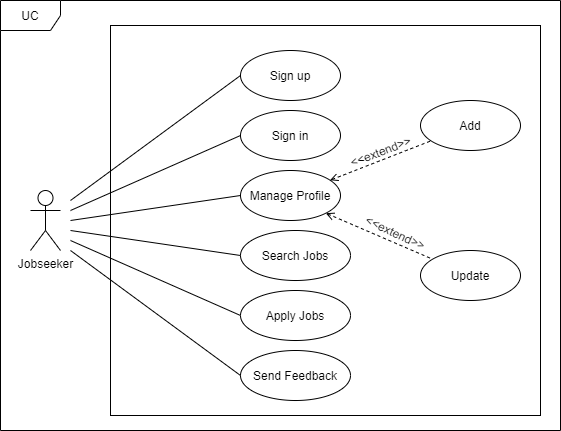 UC
Sign up
Sign in
Add
<<extend>>
Manage Profile
<<extend>>
Search Jobs
Jobseeker
Update
Apply Jobs
Send Feedback